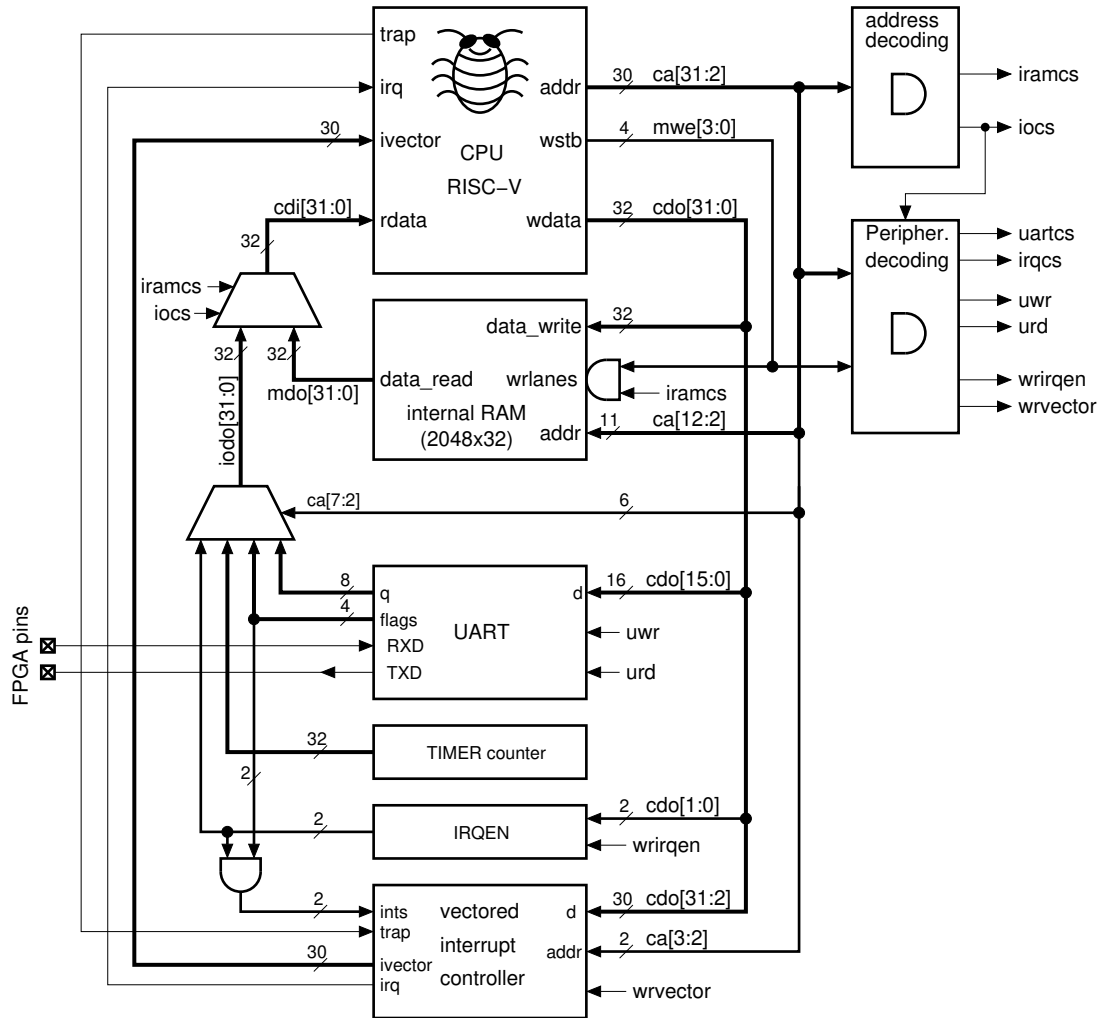 trap
irq
30
ivector
rdata
CPU
RISC−V
addr
wstb
wdata
30
ca[31:2]
4
mwe[3:0]
32
cdo[31:0]
address
decoding
iramcs
iocs
Peripher.
decoding
uartcs
irqcs
uwr
urd
wrirqen
wrvector
cdi[31:0]
32
iramcs
iocs
32
32
iodo[31:0]
mdo[31:0]
data_write
data_read
wrlanes
internal RAM
(2048x32)
addr
32
iramcs
11
ca[12:2]
ca[7:2]
6
8
q
4
flags
RXD
TXD
UART
d
16
cdo[15:0]
uwr
urd
FPGA pins
32
TIMER counter
2
2
IRQEN
2
cdo[1:0]
wrirqen
2
ints
trap
30
ivector
irq
vectored
interrupt
controller
d
addr
30
cdo[31:2]
2
ca[3:2]
wrvector